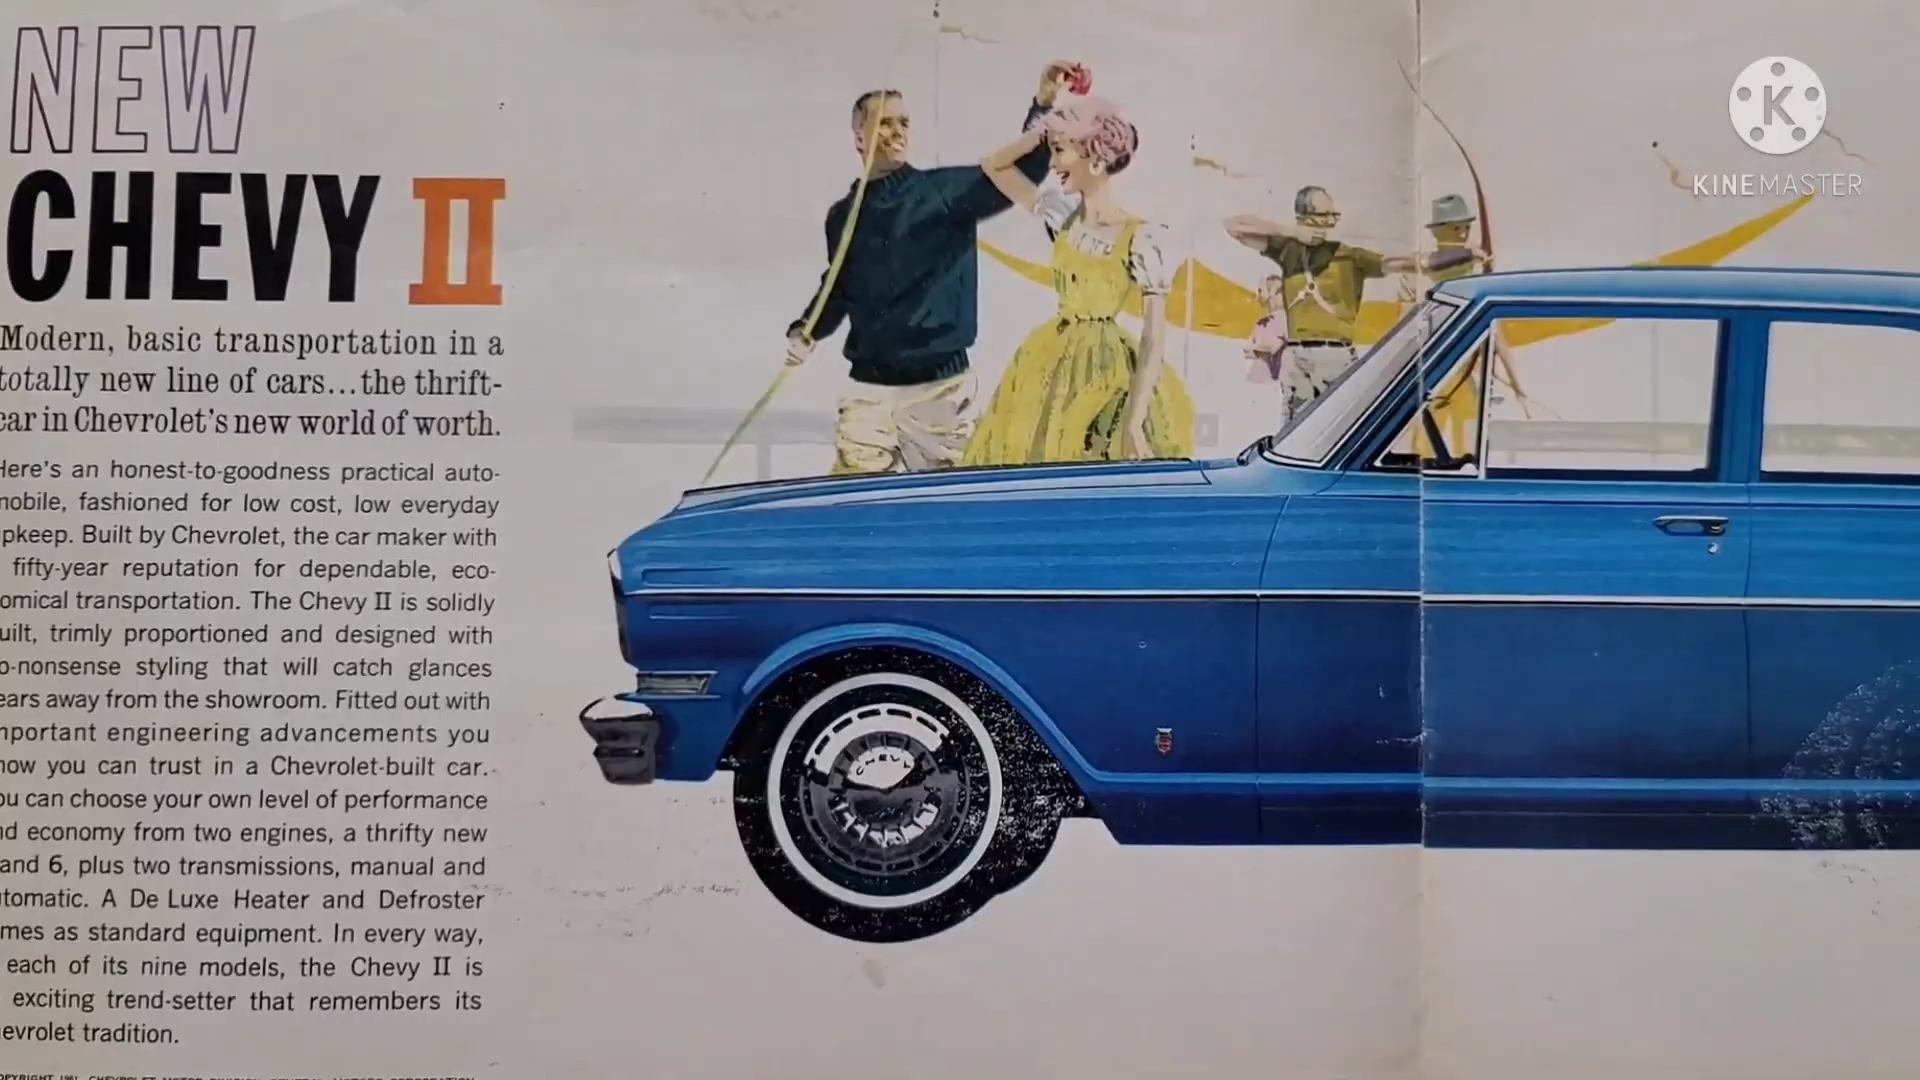 NEW
CHEVY II
Modern, basic transportation in a
totally new line of cars...the thrift-
car in Chevrolet's new world of worth.
Here's an honest-to-goodness practical auto-
mobile, fashioned for low cost, low everyday
pkeep. Built by Chevrolet, the car maker with
fifty-year reputation for dependable, eco-
omical transportation. The Chevy II is solidly
uilt, trimly proportioned and designed with
o-nonsense styling that will catch glances
ears away from the showroom. Fitted out with
mportant engineering advancements you
now you can trust in a Chevrolet-built car.
ou can choose your own level of performance
nd economy from two engines, a thrifty new
and 6, plus two transmissions, manual and
utomatic. A De Luxe Heater and Defroster
mes as standard equipment. In every way,
each of its nine models, the Chevy II is
exciting trend-setter that remembers its
evrolet tradition.
CHEVY
K
KINEMASTER